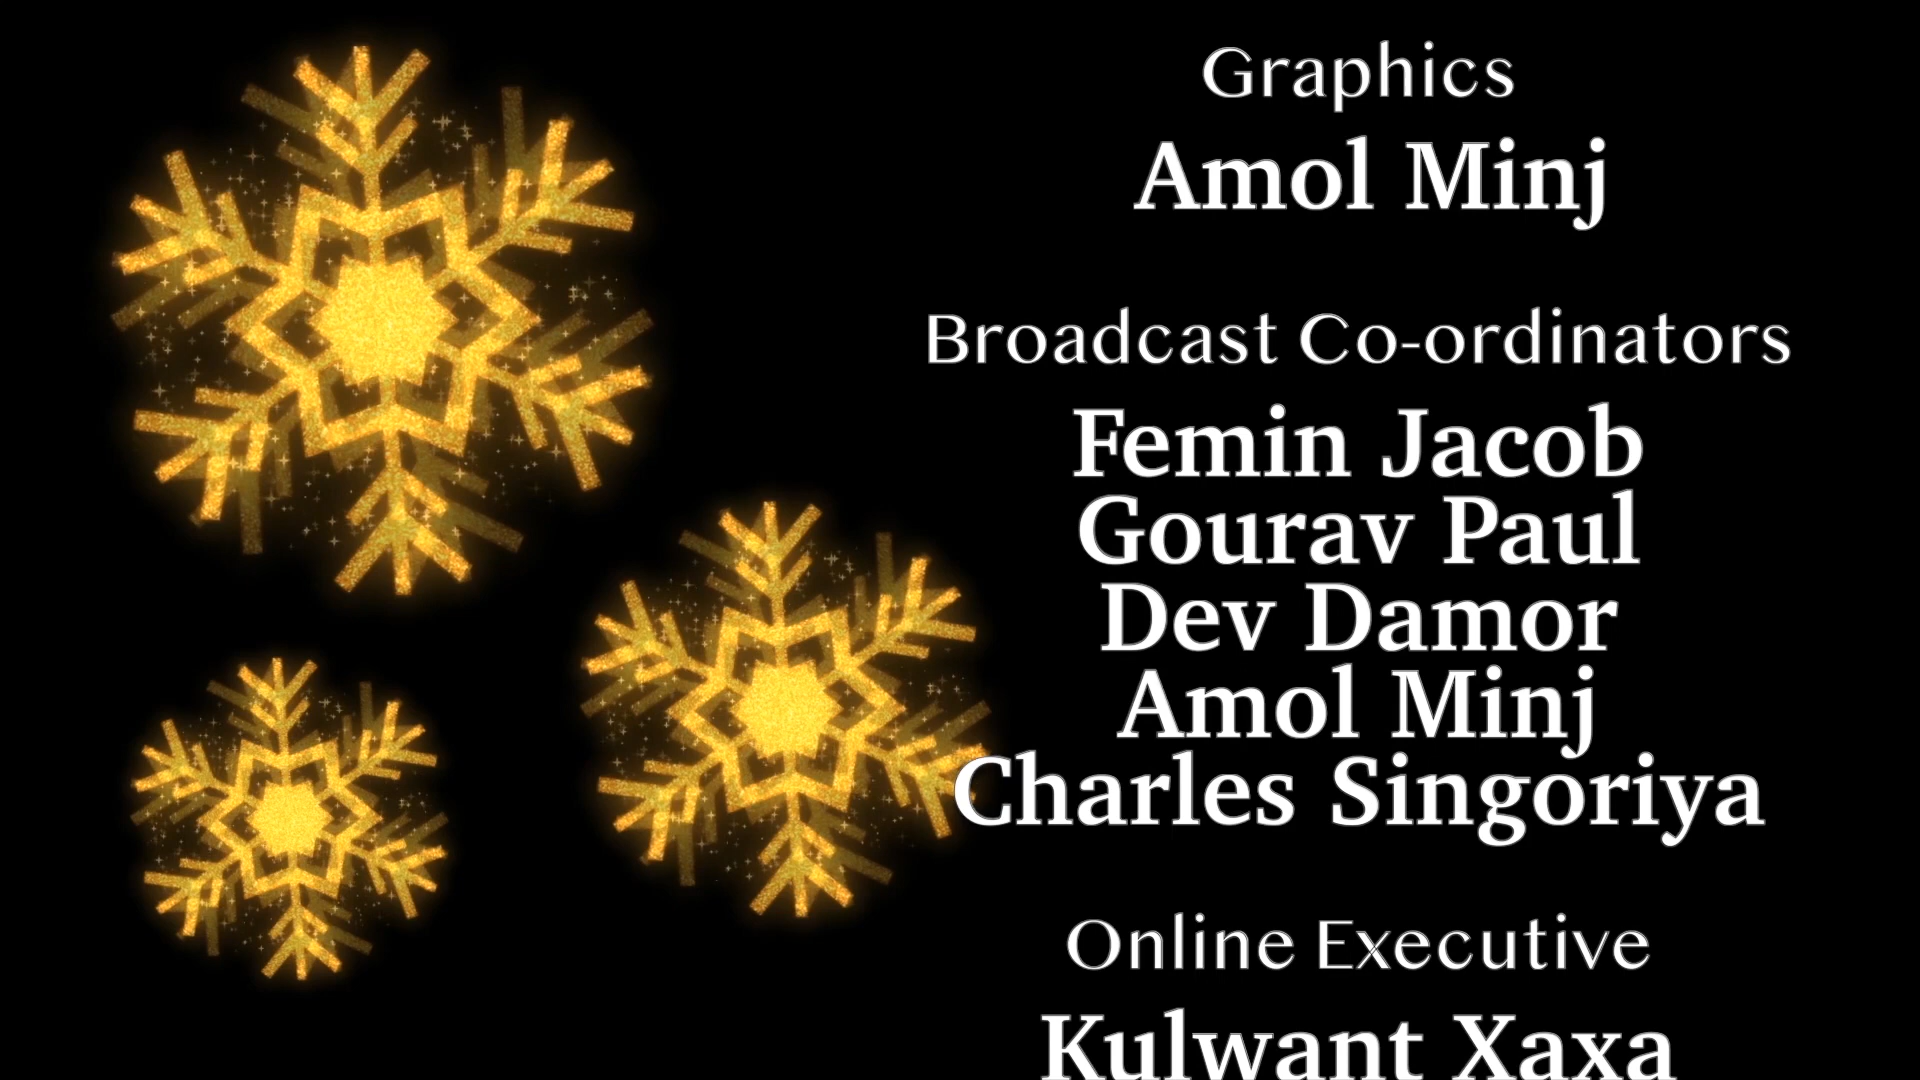 Graphics
Amol Minj
Broadcast Co-ordinators
Femin Jacob
Gourav Paul
Dev Damor
Amol Minj
Charles Singoriya
Online Executive
Kulwant Xaxa